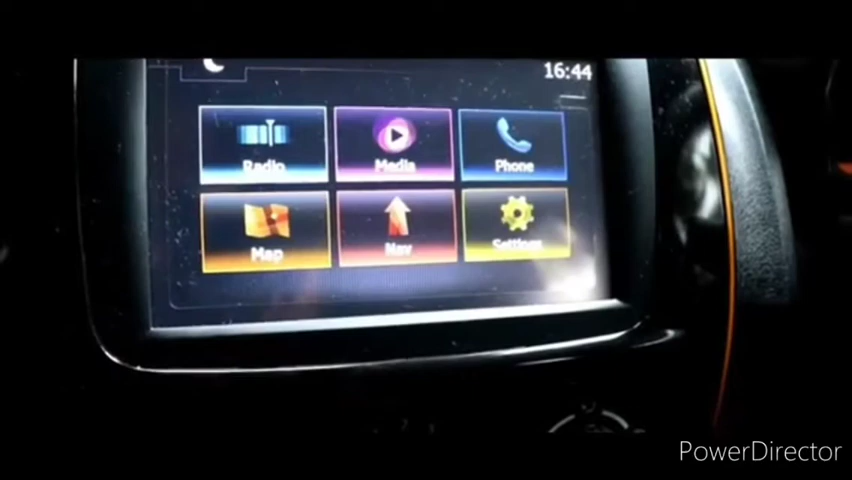 16:44
Radio
Media
Phone
Map
Nav
Settings
PowerDirector